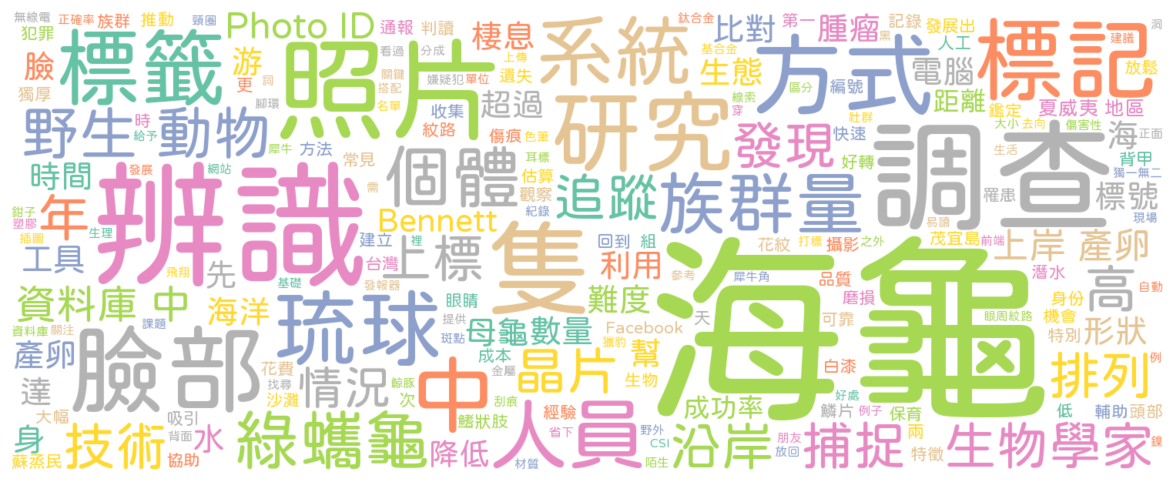 無線電 正確率 族群 推動 頸圈 Photo ID 通報 判讀 棲息 系統 鈦合金 第一 腫瘤 記錄 黑 發展出 標記 建議 洞
犯罪 臉 標籤 游 照片 看過 分成 上傳 比對 基合金 生態 方式 人工 電腦 放鬆
獨厚 更 關鍵 搭配 嫌疑犯 單位 遺失 線索 區分 編號 距離 鑑定 夏威夷 地區
詞 腳環 名單 收集 超過 研究 穿 吐群 大小 去向 傷害性
野生 動物 時 給予 紋路 傷痕 色筆 發現 快速 調查 生活 海 正面
犀牛 方法 常見 個體 耳標 估算 好轉 背甲 獨一無二
時間 發展 網站 辨識 需 觀察 紀錄 追蹤 族群量 罹患 標號 現場
年 鉗子 塑膠 插圖 生理 Bennett 隻 易讀
工具 飛翔 先 建立 裡 上標 回到 組 花紋 打標 之外 攝影 海龜 茂宜島 前端 上岸 產卵
台灣 利用 犀牛角 品質 潛水 高 自動
資料庫 中 基礎 發報器 眼睛 難度 參考 磨損 身份
海洋 琉球 提供 母龜數量 Facebook 天 可靠 眼周紋路 機會 形狀
資料庫 關注 課題 斑點 獵豹 特別
產卵 臉部 花費 成本 金屬 晶片 幫 白漆 排列 例
達 找尋 沙灘 情況 鯨豚 次 中 刮痕 生物 好處
大幅 吸引 鰭狀肢 經驗 成功率 鱗片 例子 保育 低 輔助 頭部
身 技術 背面 水 綠蠵龜 省下 人員 野外 CSI 沿岸 朋友 捕捉 兩 生物學家
蘇蒸民 協助 降低 材質 陌生 放回 特徵 鎳